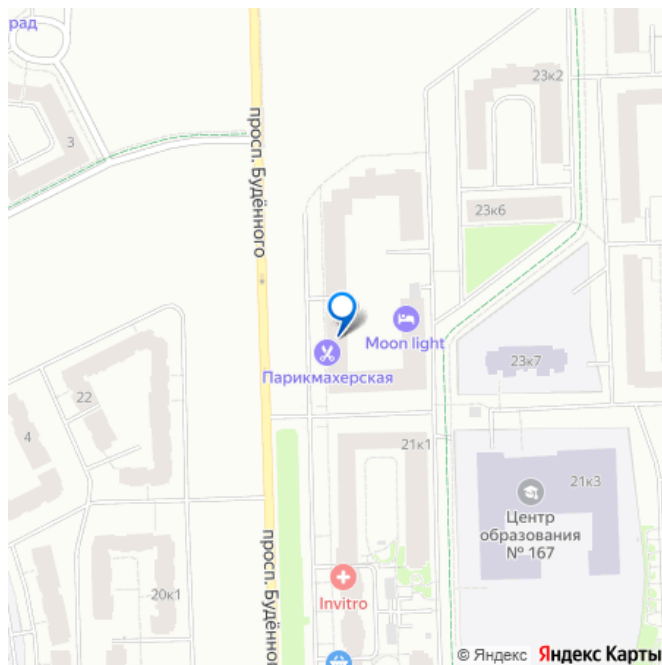 рад
23к2
3
просп. Будённого
23к6
Moon light
Парикмахерская
23к7
22
4
21к1
21к3
Центр
образования
№ 167
просп. Будённого
20к1
Invitro
© Яндекс Яндекс Карты